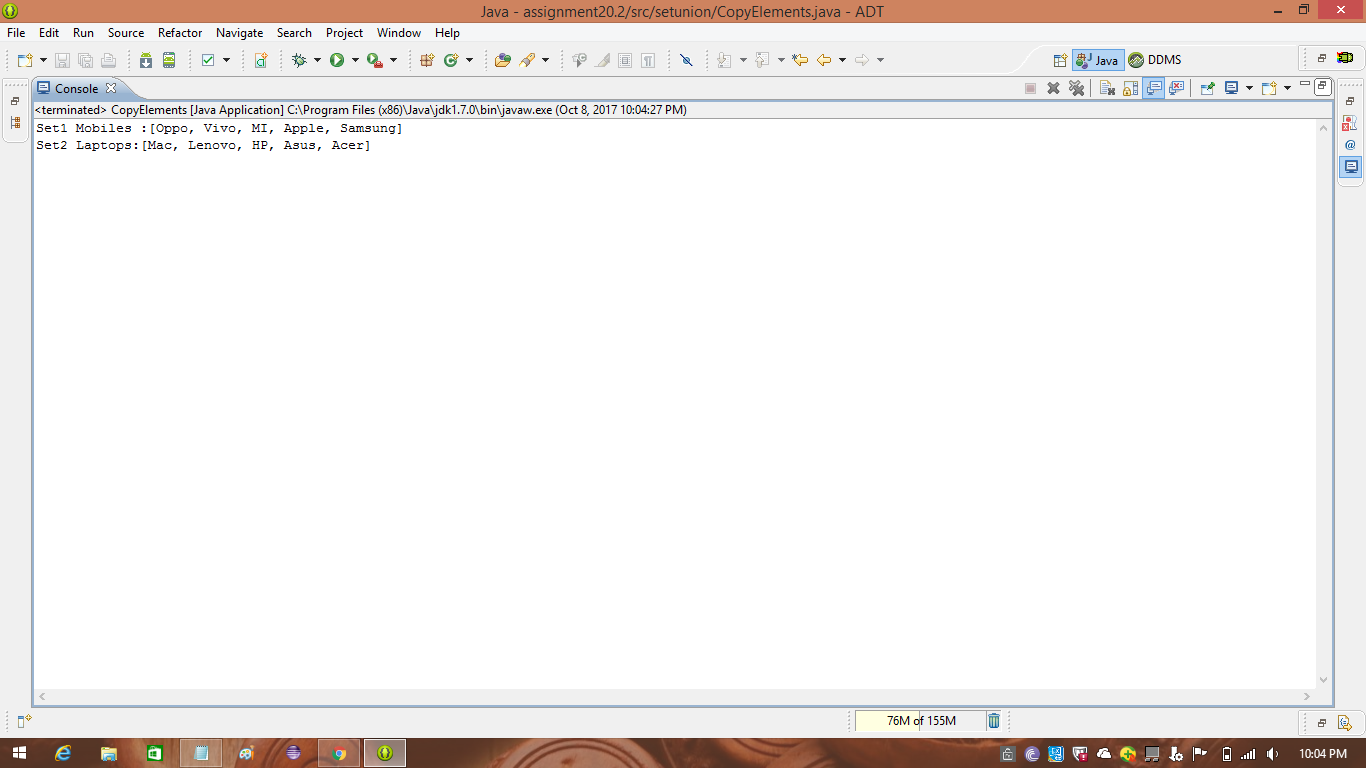 Java - assignment20.2/src/setunion/CopyElements.java - ADT
File Edit Run Source Refactor Navigate Search Project Window Help
Java DDMS
Console
<terminated> CopyElements [Java Application] C:\Program Files (x86)\Java\jdk1.7.0\bin\javaw.exe (Oct 8, 2017 10:04:27 PM)
Set1 Mobiles :[Oppo, Vivo, MI, Apple, Samsung]
Set2 Laptops:[Mac, Lenovo, HP, Asus, Acer]
76M of 155M
10:04 PM